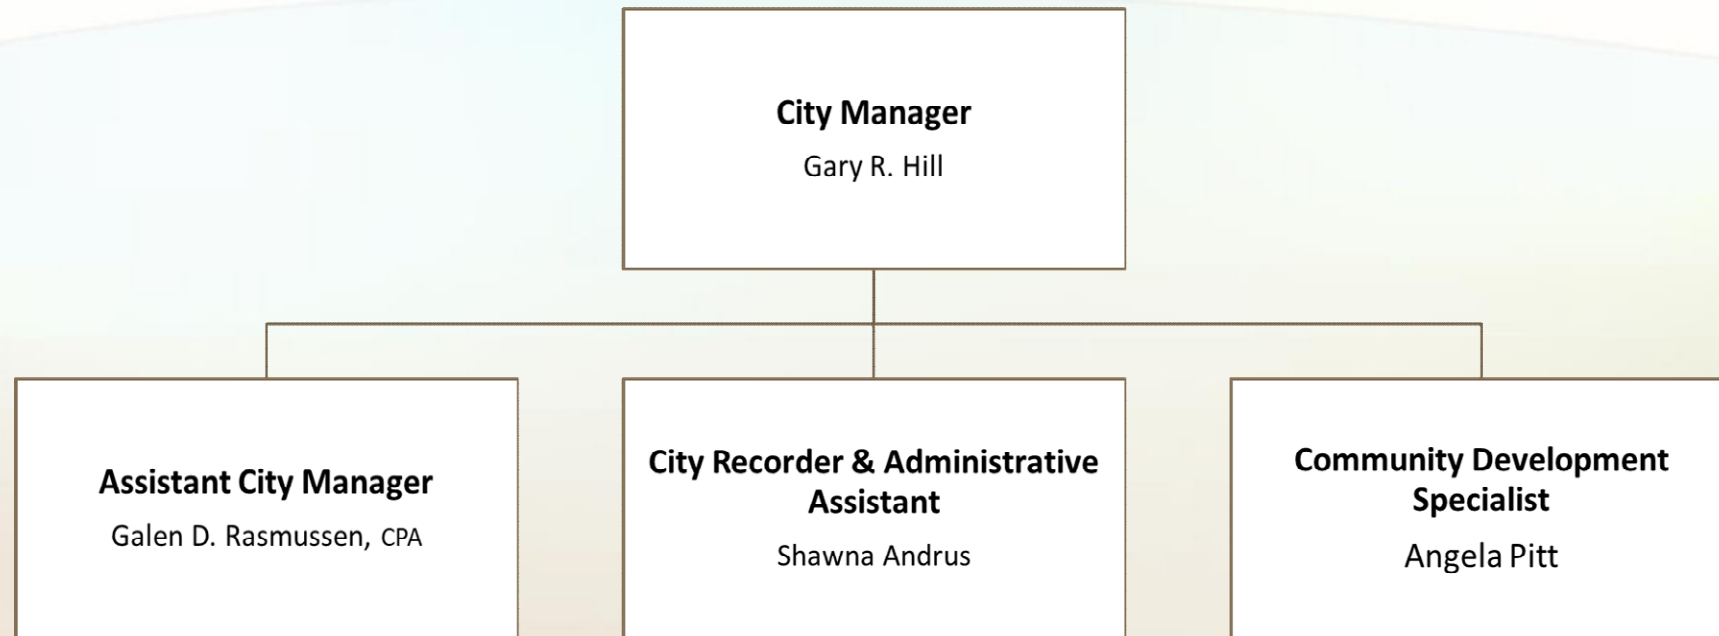 City Manager
Gary R. Hill
Assistant City Manager
Galen D. Rasmussen, CPA
City Recorder & Administrative
Assistant
Shawna Andrus
Community Development
Specialist
Angela Pitt